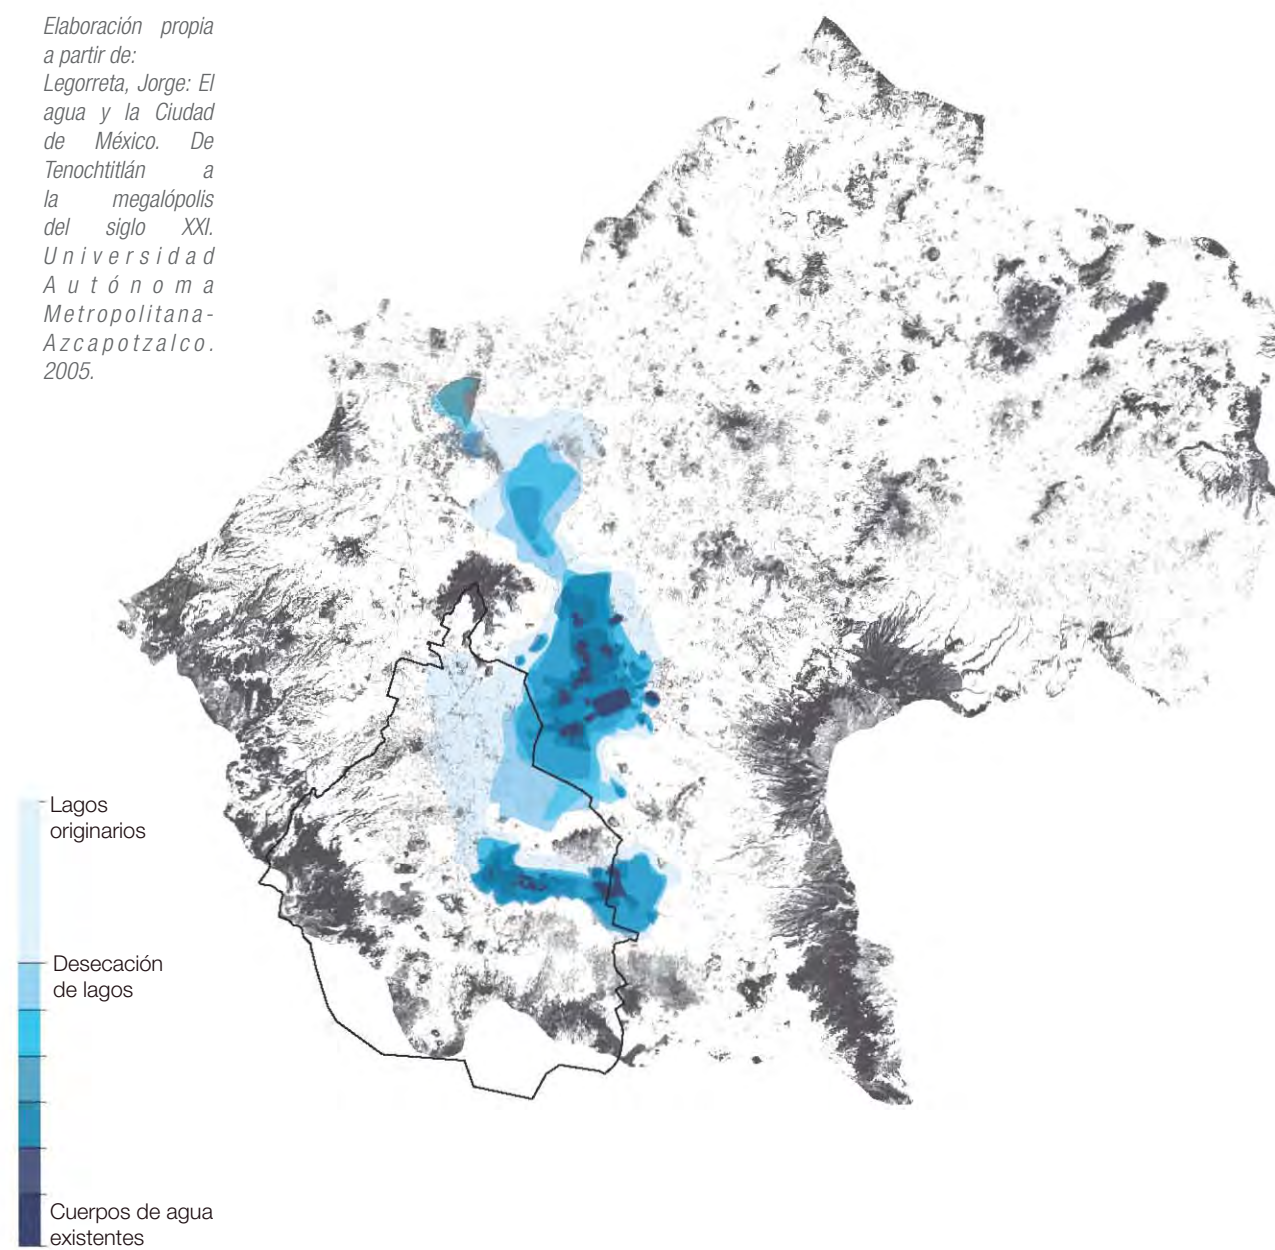 Elaboración propia
a partir de:
Legorreta, Jorge: El
agua y la Ciudad
de México. De
Tenochtitlán a
la megalópolis
del siglo XXI.
Universidad
Autónoma
Metropolitana-
Azcapotzalco.
2005.
Lagos
originarios
Desecación
de lagos
Cuerpos de agua
existentes